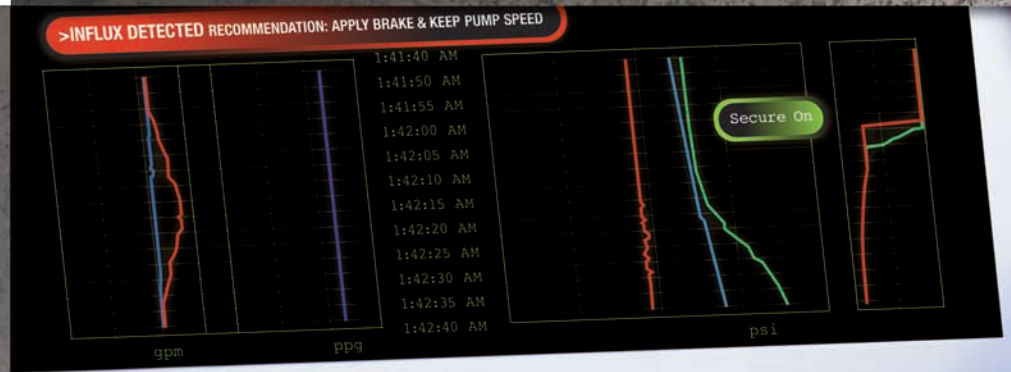 >INFLUX DETECTED RECOMMENDATION: APPLY BRAKE & KEEP PUMP SPEED
1:41:40 AM
1:41:50 AM
1:41:55 AM
1:42:00 AM
1:42:05 AM
1:42:10 AM
1:42:15 AM
1:42:20 AM
1:42:25 AM
1:42:30 AM
1:42:35 AM
1:42:40 AM
Secure On
gpm
ppg
psi